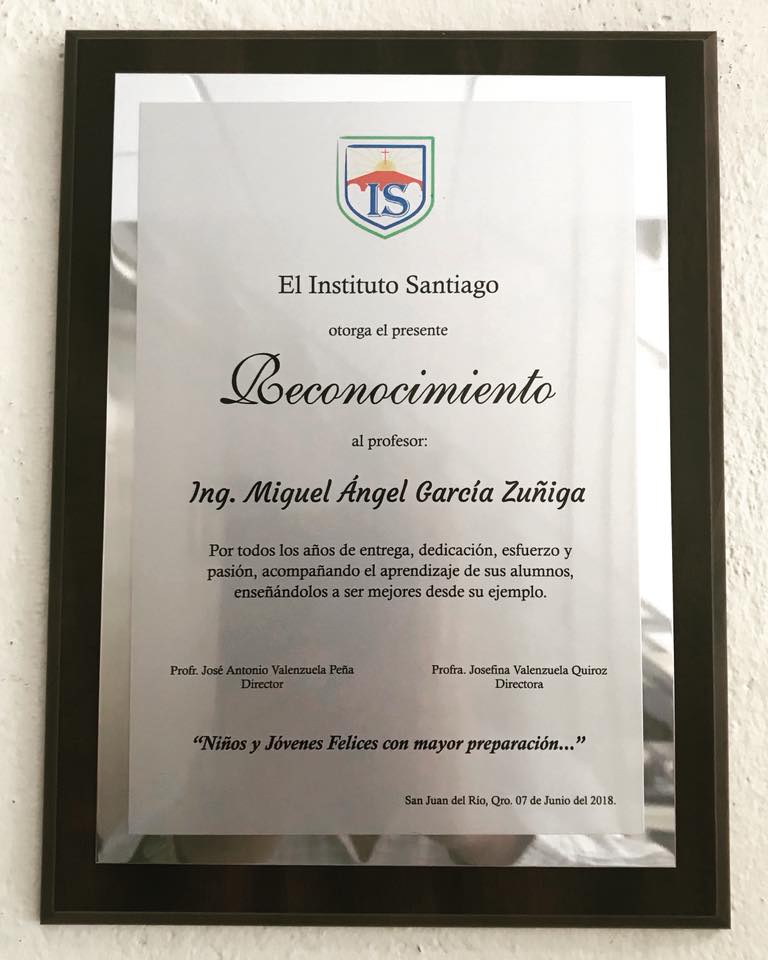 IS
El Instituto Santiago
otorga el presente
Reconocimiento
al profesor:
Ing. Miguel Ángel García Zuñiga
Por todos los años de entrega, dedicación, esfuerzo y
pasión, acompañando el aprendizaje de sus alumnos,
enseñándolos a ser mejores desde su ejemplo.
Profr. José Antonio Valenzuela Peña
Director
Profra. Josefina Valenzuela Quiroz
Directora
“Niños y Jóvenes Felices con mayor preparación...”
San Juan del Río, Qro. 07 de Junio del 2018.